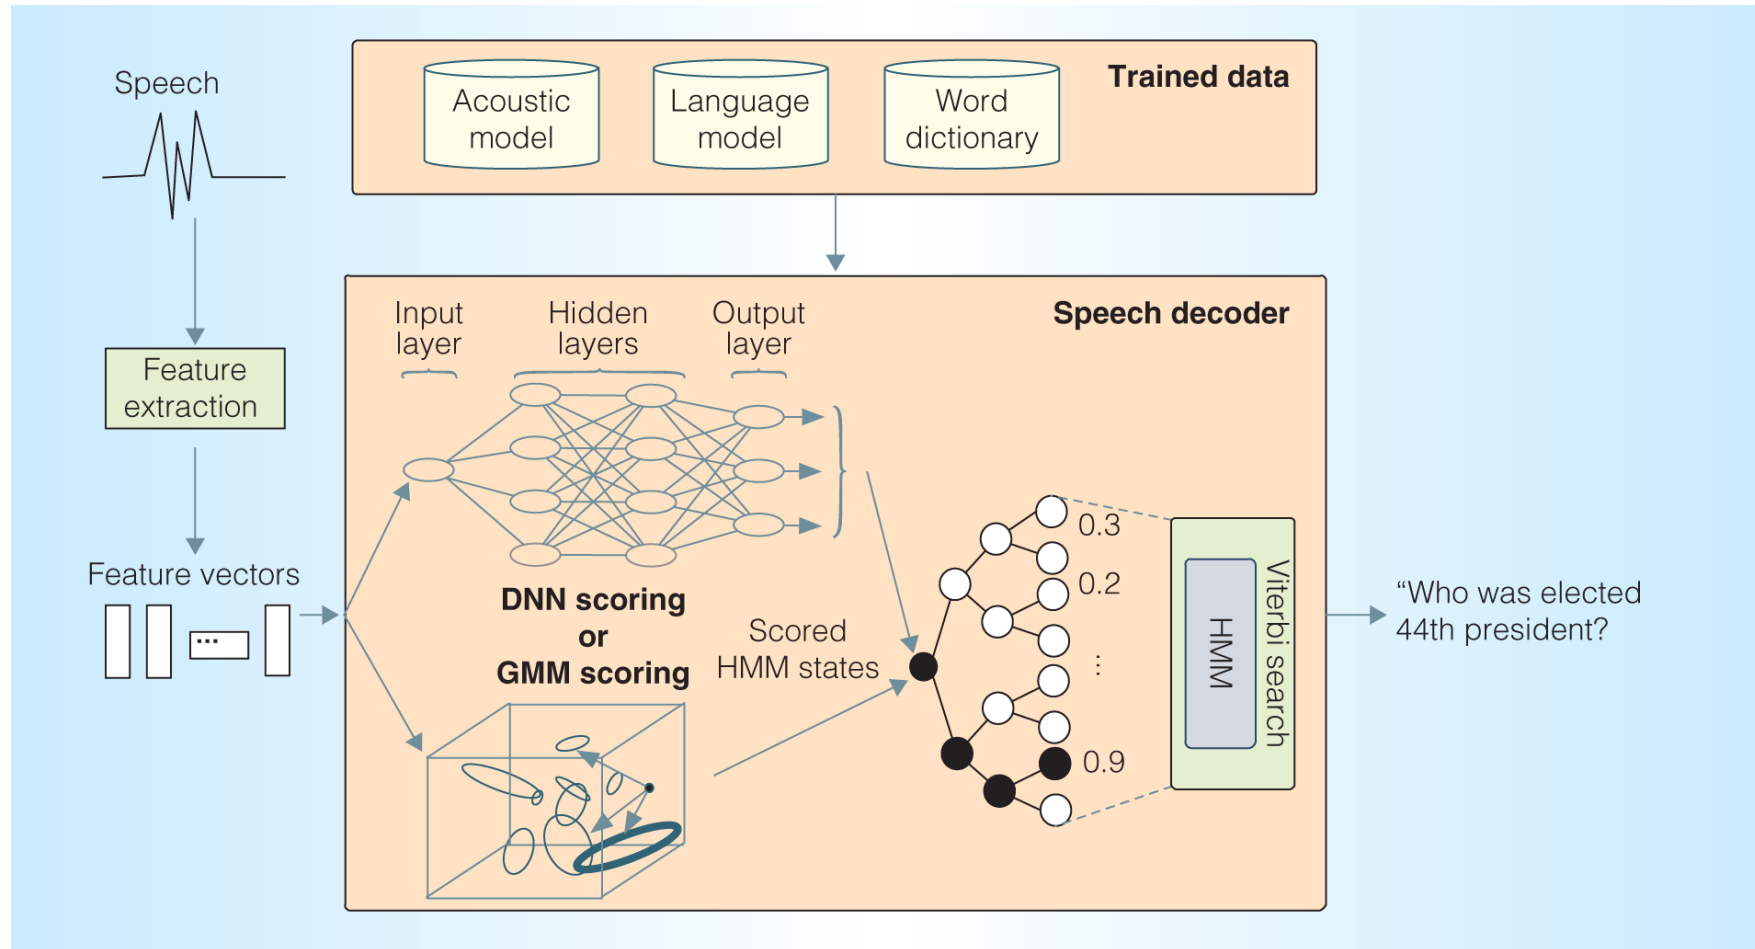 Speech
Acoustic
model
Language
model
Word
dictionary
Trained data
Feature
extraction
Feature vectors
...
Input
layer
Hidden
layers
Output
layer
Speech decoder
DNN scoring
or
GMM scoring
Scored
HMM states
0.3
0.2
...
0.9
HMM
Viterbi search
“Who was elected
44th president?